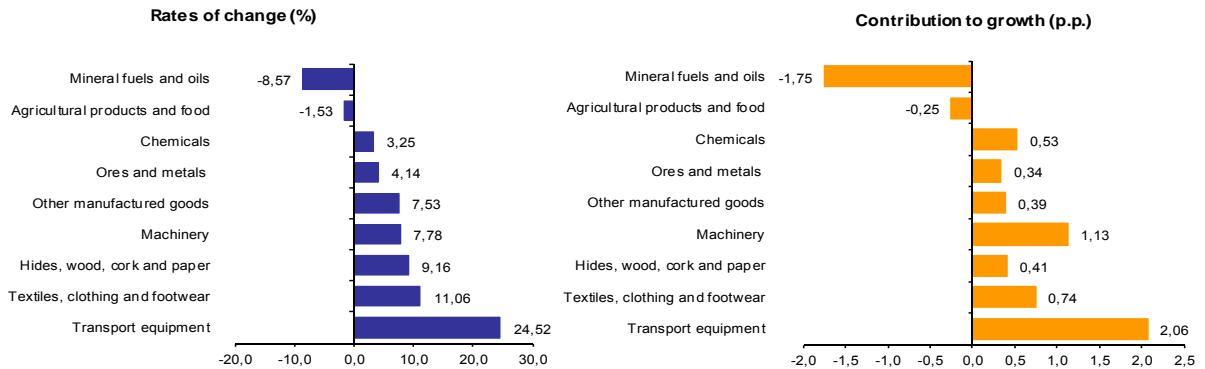 Rates of change (%)
Mineral fuels and oils -8,57
Agricultural products and food -1,53
Chemicals 3,25
Ores and metals 4,14
Other manufactured goods 7,53
Machinery 7,78
Hides, wood, cork and paper 9,16
Textiles, clothing and footwear 11,06
Transport equipment 24,52
-20,0 -10,0 0,0 10,0 20,0 30,0
Contribution to growth (p.p.)
Mineral fuels and oils -1,75
Agricultural products and food -0,25
Chemicals 0,53
Ores and metals 0,34
Other manufactured goods 0,39
Machinery 1,13
Hides, wood, cork and paper 0,41
Textiles, clothing and footwear 0,74
Transport equipment 2,06
-2,0 -1,5 -1,0 -0,5 0,0 0,5 1,0 1,5 2,0 2,5